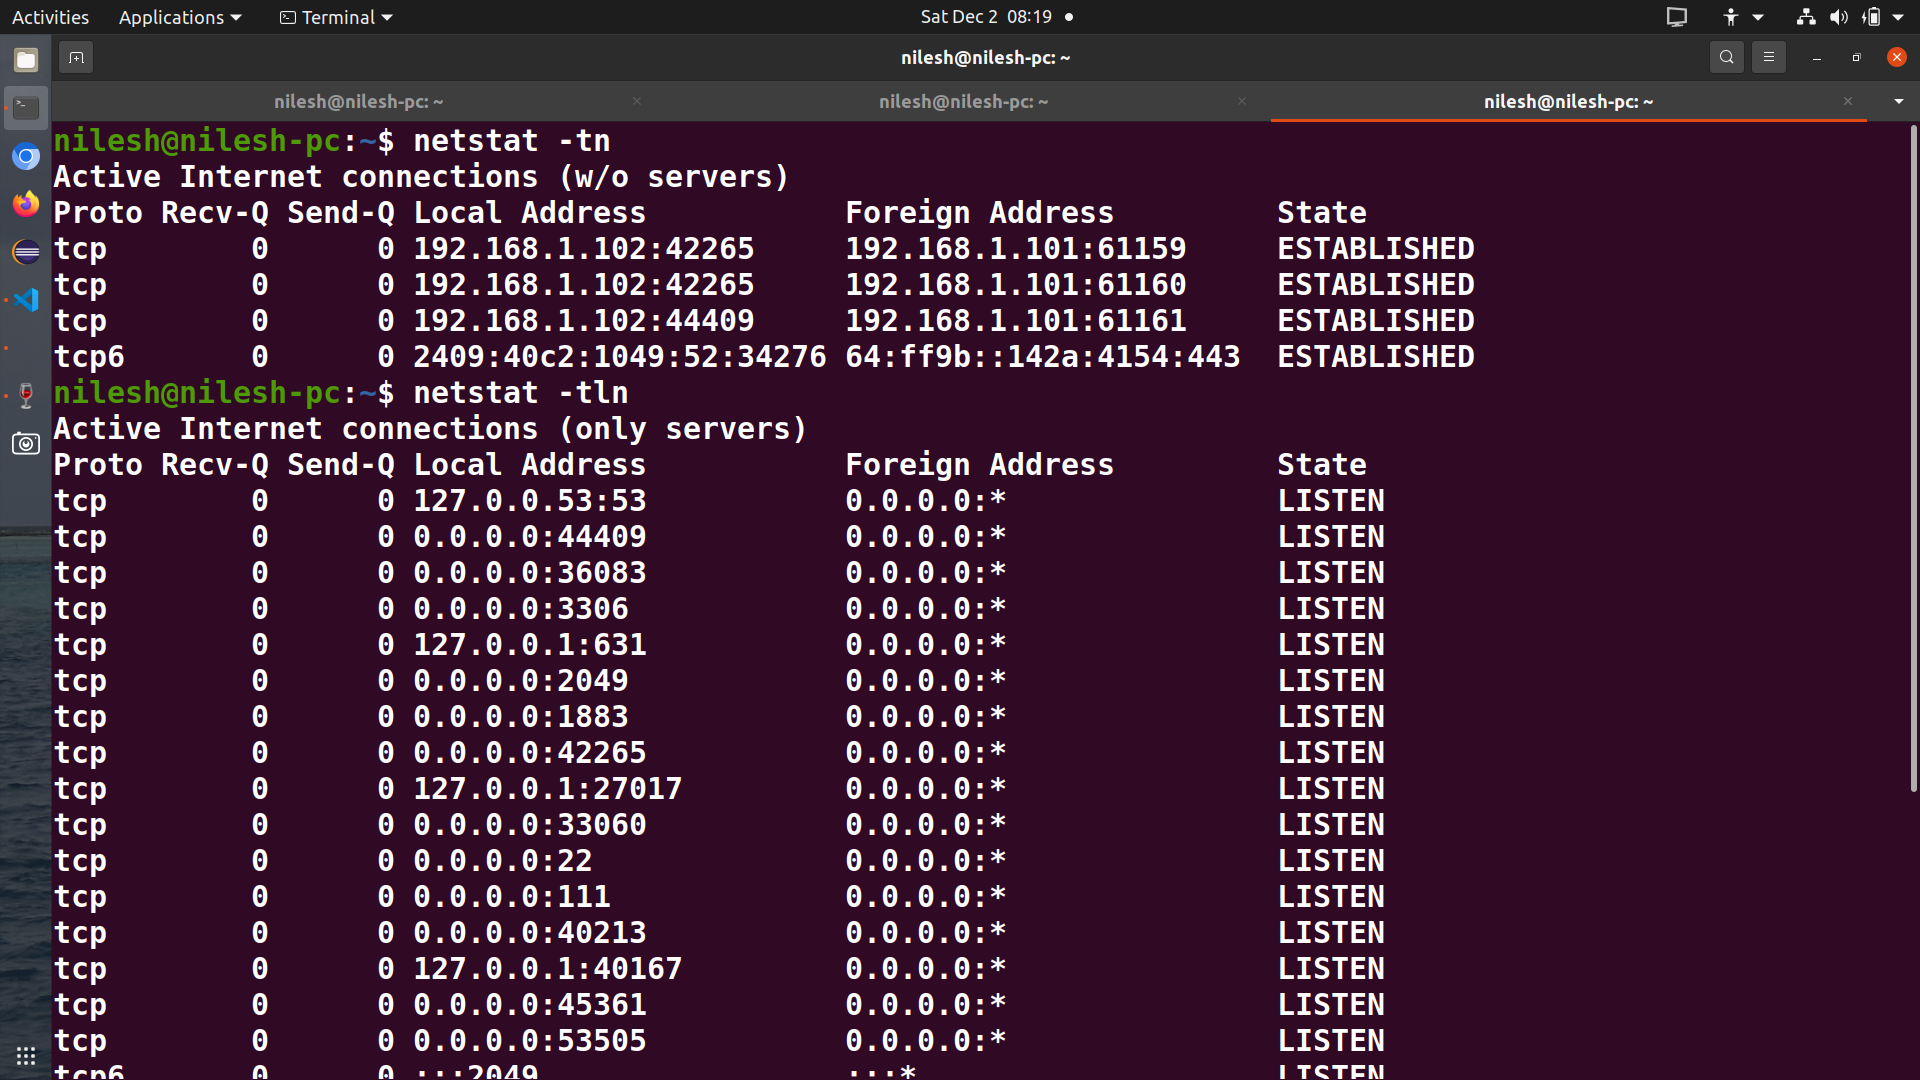 Activities Applications Terminal Sat Dec 2 08:19
nilesh@nilesh-pc: ~
nilesh@nilesh-pc: ~ nilesh@nilesh-pc: ~ nilesh@nilesh-pc: ~
nilesh@nilesh-pc:~$ netstat -tn
Active Internet connections (w/o servers)
Proto Recv-Q Send-Q Local Address Foreign Address State
tcp 0 0 192.168.1.102:42265 192.168.1.101:61159 ESTABLISHED
tcp 0 0 192.168.1.102:42265 192.168.1.101:61160 ESTABLISHED
tcp 0 0 192.168.1.102:44409 192.168.1.101:61161 ESTABLISHED
tcp6 0 0 2409:40c2:1049:52:34276 64:ff9b::142a:4154:443 ESTABLISHED
nilesh@nilesh-pc:~$ netstat -tln
Active Internet connections (only servers)
Proto Recv-Q Send-Q Local Address Foreign Address State
tcp 0 0 127.0.0.53:53 0.0.0.0:* LISTEN
tcp 0 0 0.0.0.0:44409 0.0.0.0:* LISTEN
tcp 0 0 0.0.0.0:36083 0.0.0.0:* LISTEN
tcp 0 0 0.0.0.0:3306 0.0.0.0:* LISTEN
tcp 0 0 127.0.0.1:631 0.0.0.0:* LISTEN
tcp 0 0 0.0.0.0:2049 0.0.0.0:* LISTEN
tcp 0 0 0.0.0.0:1883 0.0.0.0:* LISTEN
tcp 0 0 0.0.0.0:42265 0.0.0.0:* LISTEN
tcp 0 0 127.0.0.1:27017 0.0.0.0:* LISTEN
tcp 0 0 0.0.0.0:33060 0.0.0.0:* LISTEN
tcp 0 0 0.0.0.0:22 0.0.0.0:* LISTEN
tcp 0 0 0.0.0.0:111 0.0.0.0:* LISTEN
tcp 0 0 0.0.0.0:40213 0.0.0.0:* LISTEN
tcp 0 0 127.0.0.1:40167 0.0.0.0:* LISTEN
tcp 0 0 0.0.0.0:45361 0.0.0.0:* LISTEN
tcp 0 0 0.0.0.0:53505 0.0.0.0:* LISTEN
tcp6 0 0 :::2049 :::* LISTEN